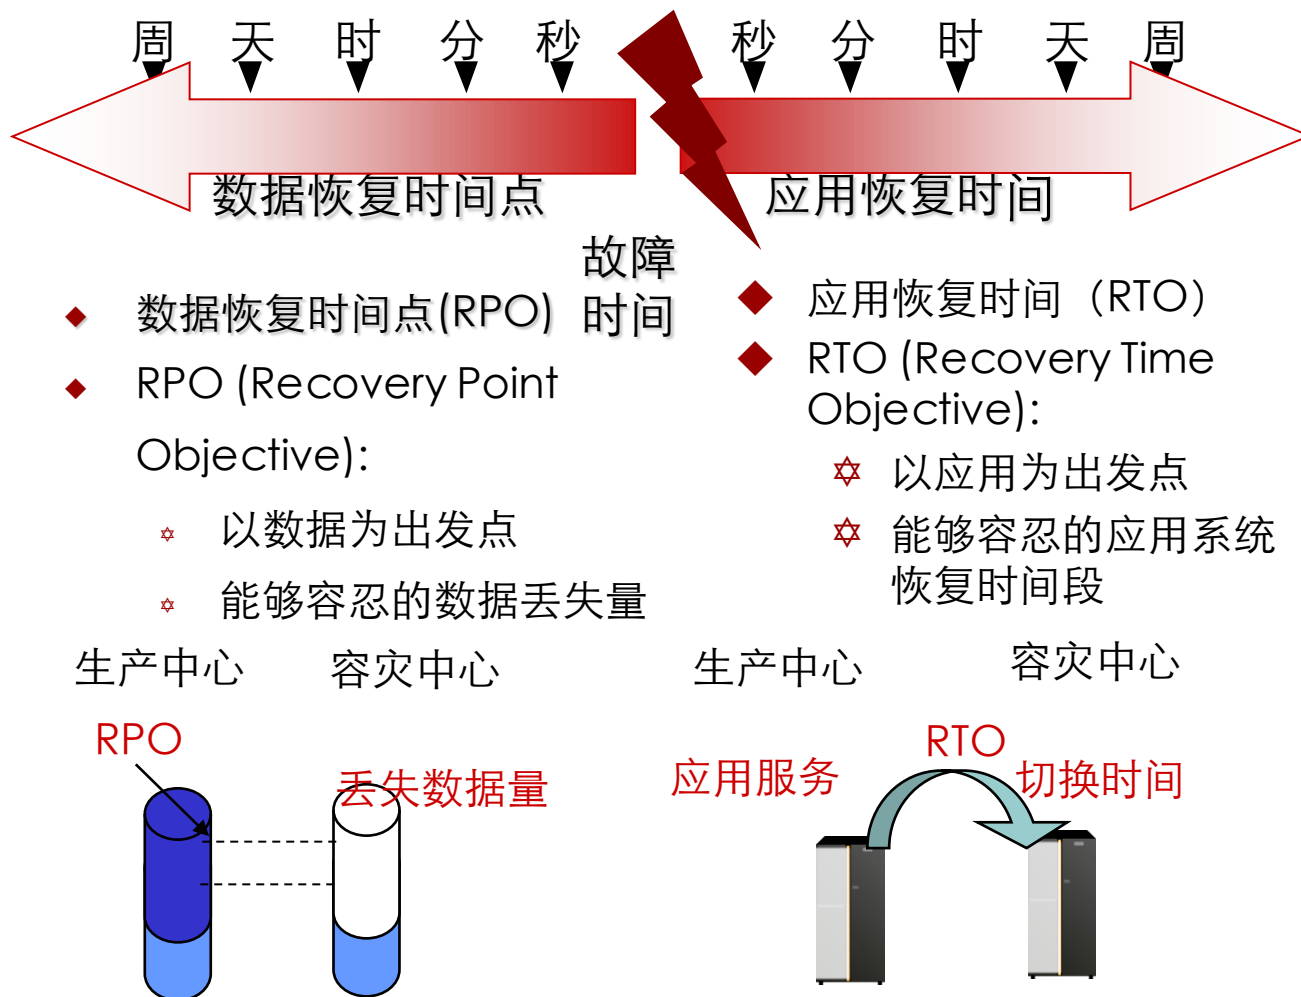 周 天 时 分 秒 秒 分 时 天 周
数据恢复时间点
应用恢复时间
故障
时间
数据恢复时间点(RPO)
RPO (Recovery Point
Objective):
以数据为出发点
能够容忍的数据丢失量
应用恢复时间（RTO）
RTO (Recovery Time
Objective):
以应用为出发点
能够容忍的应用系统
恢复时间段
生产中心
容灾中心
RPO
丢失数据量
生产中心
容灾中心
RTO
应用服务
切换时间